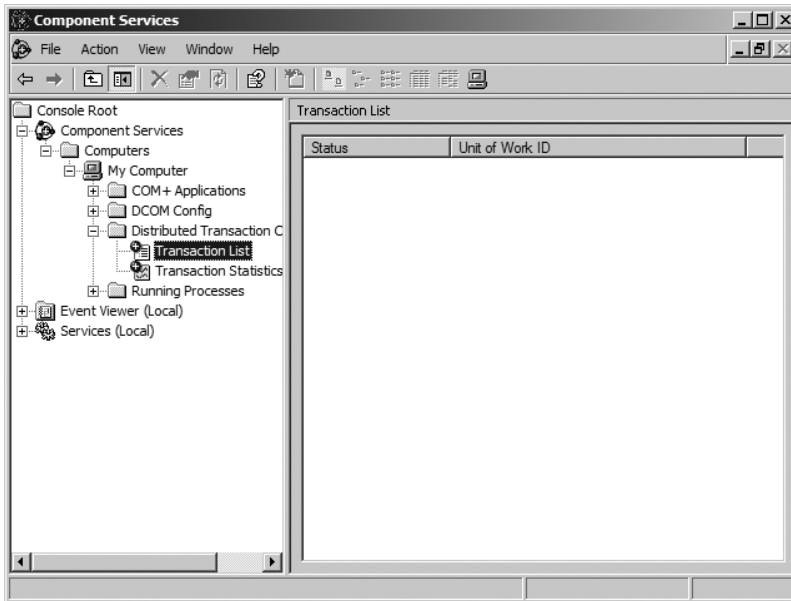 Component Services
File Action View Window Help
Console Root
Component Services
Computers
My Computer
COM+ Applications
DCOM Config
Distributed Transaction C
Transaction List
Transaction Statistics
Running Processes
Event Viewer (Local)
Services (Local)
Transaction List
Status Unit of Work ID